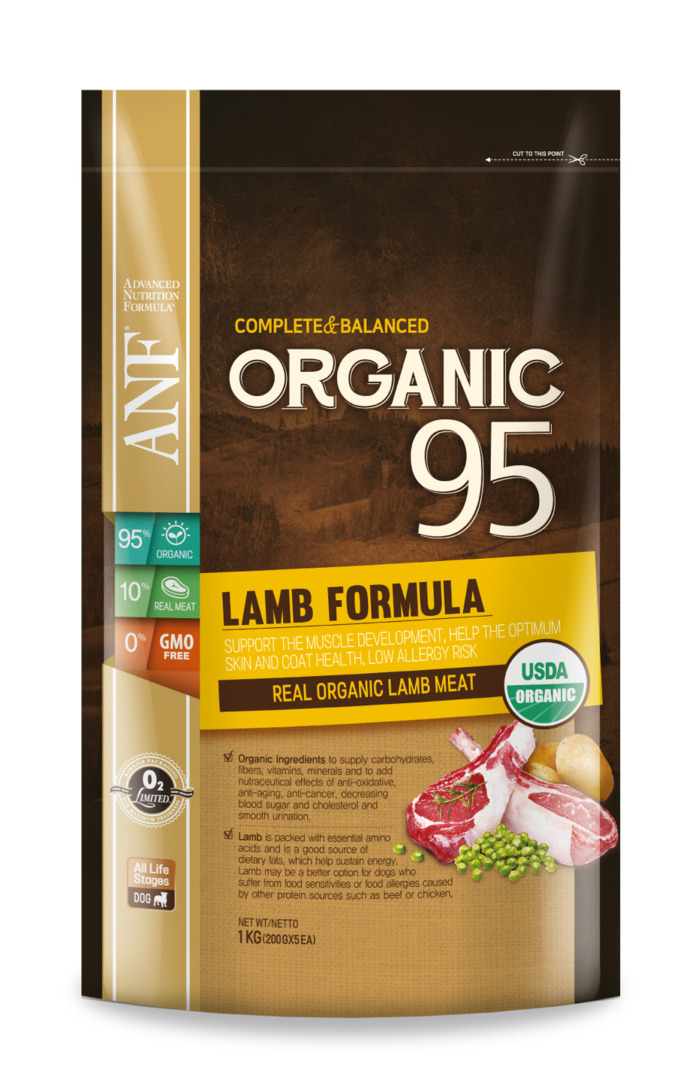 CUT TO THIS POINT
ADVANCED
NUTRITION
FORMULA
ANF®
COMPLETE&BALANCED
ORGANIC
95
95%
ORGANIC
10%
REAL MEAT
0%
GMO
FREE
LAMB FORMULA
SUPPORT THE MUSCLE DEVELOPMENT, HELP THE OPTIMUM
SKIN AND COAT HEALTH, LOW ALLERGY RISK
REAL ORGANIC LAMB MEAT
USDA
ORGANIC
Organic Ingredients to supply carbohydrates,
fibers, vitamins, minerals and to add
nutraceutical effects of anti-oxidative,
anti-aging, anti-cancer, decreasing
blood sugar and cholesterol and
smooth urination.
Lamb is packed with essential amino
acids and is a good source of
dietary fats, which help sustain energy.
Lamb may be a better option for dogs who
suffer from food sensitivities or food allergies caused
by other protein sources such as beef or chicken.
O2
LIMITED
All Life
Stages
DOG
NET WT/NETTO
1KG(200GX5EA)